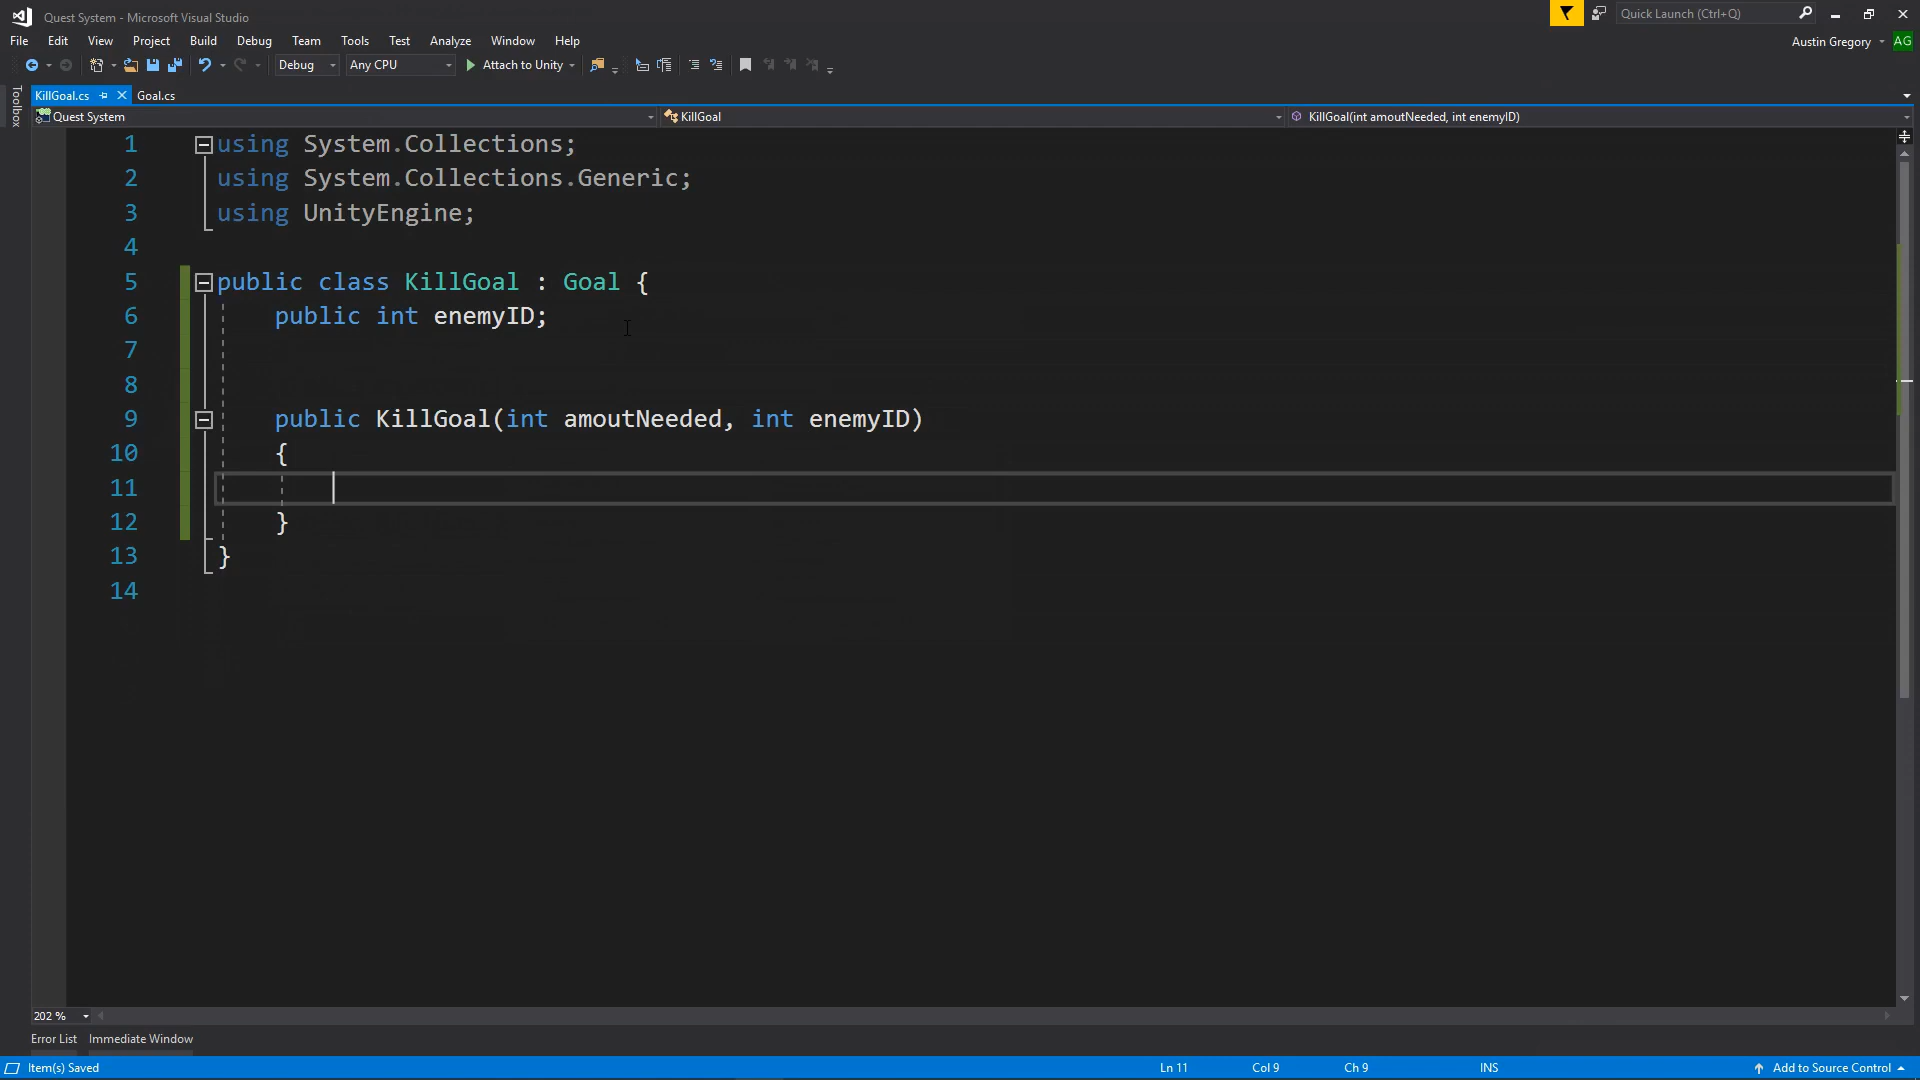 Quest System - Microsoft Visual Studio
Quick Launch (Ctrl+Q)
File Edit View Project Build Debug Team Tools Test Analyze Window Help
Austin Gregory AG
Debug Any CPU Attach to Unity
Toolbox
KillGoal.cs Goal.cs
Quest System KillGoal KillGoal(int amoutNeeded, int enemyID)
1 using System.Collections;
2 using System.Collections.Generic;
3 using UnityEngine;
4
5 public class KillGoal : Goal {
6 public int enemyID;
7
8
9 public KillGoal(int amoutNeeded, int enemyID)
10 {
11
12 }
13 }
14
202 %
Error List Immediate Window
Item(s) Saved Ln 11 Col 9 Ch 9 INS Add to Source Control